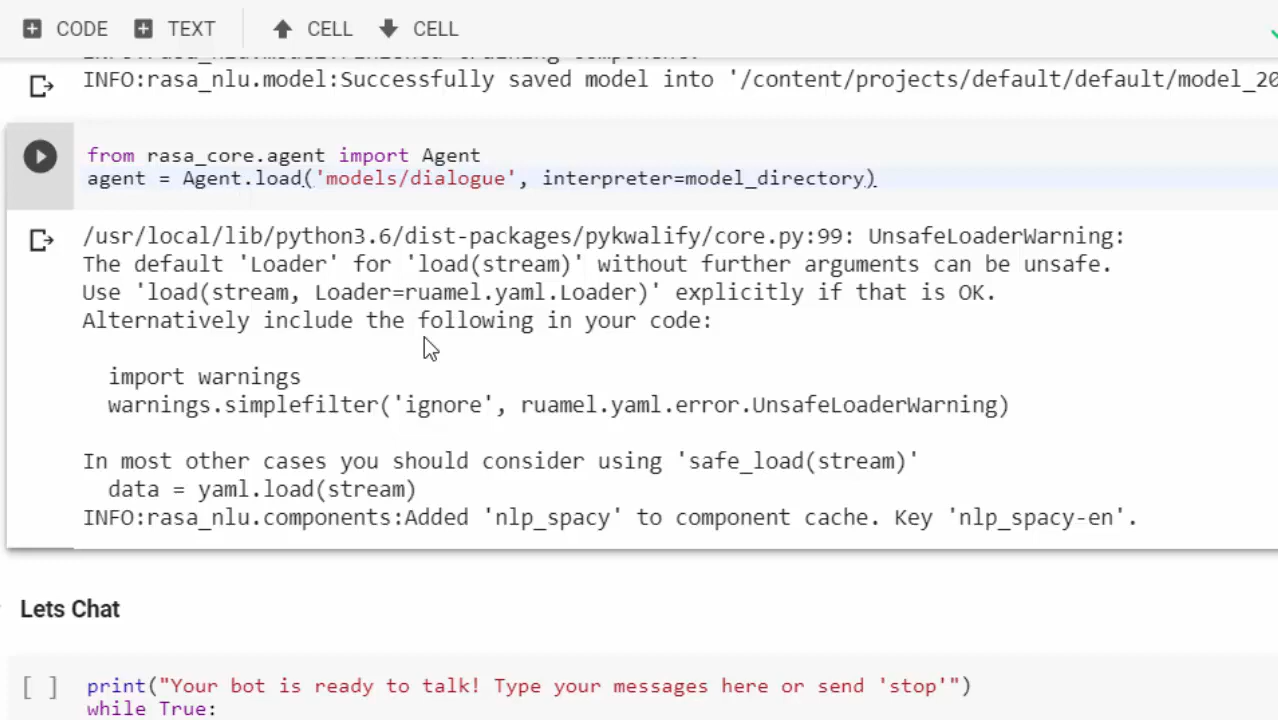 CODE TEXT CELL CELL
INFO:rasa_nlu.model:Finished training component.
INFO:rasa_nlu.model:Successfully saved model into '/content/projects/default/default/model_20
from rasa_core.agent import Agent
agent = Agent.load('models/dialogue', interpreter=model_directory)
/usr/local/lib/python3.6/dist-packages/pykwalify/core.py:99: UnsafeLoaderWarning:
The default 'Loader' for 'load(stream)' without further arguments can be unsafe.
Use 'load(stream, Loader=ruamel.yaml.Loader)' explicitly if that is OK.
Alternatively include the following in your code:
import warnings
warnings.simplefilter('ignore', ruamel.yaml.error.UnsafeLoaderWarning)
In most other cases you should consider using 'safe_load(stream)'
data = yaml.load(stream)
INFO:rasa_nlu.components:Added 'nlp_spacy' to component cache. Key 'nlp_spacy-en'.
Lets Chat
[ ] print("Your bot is ready to talk! Type your messages here or send 'stop'")
while True: